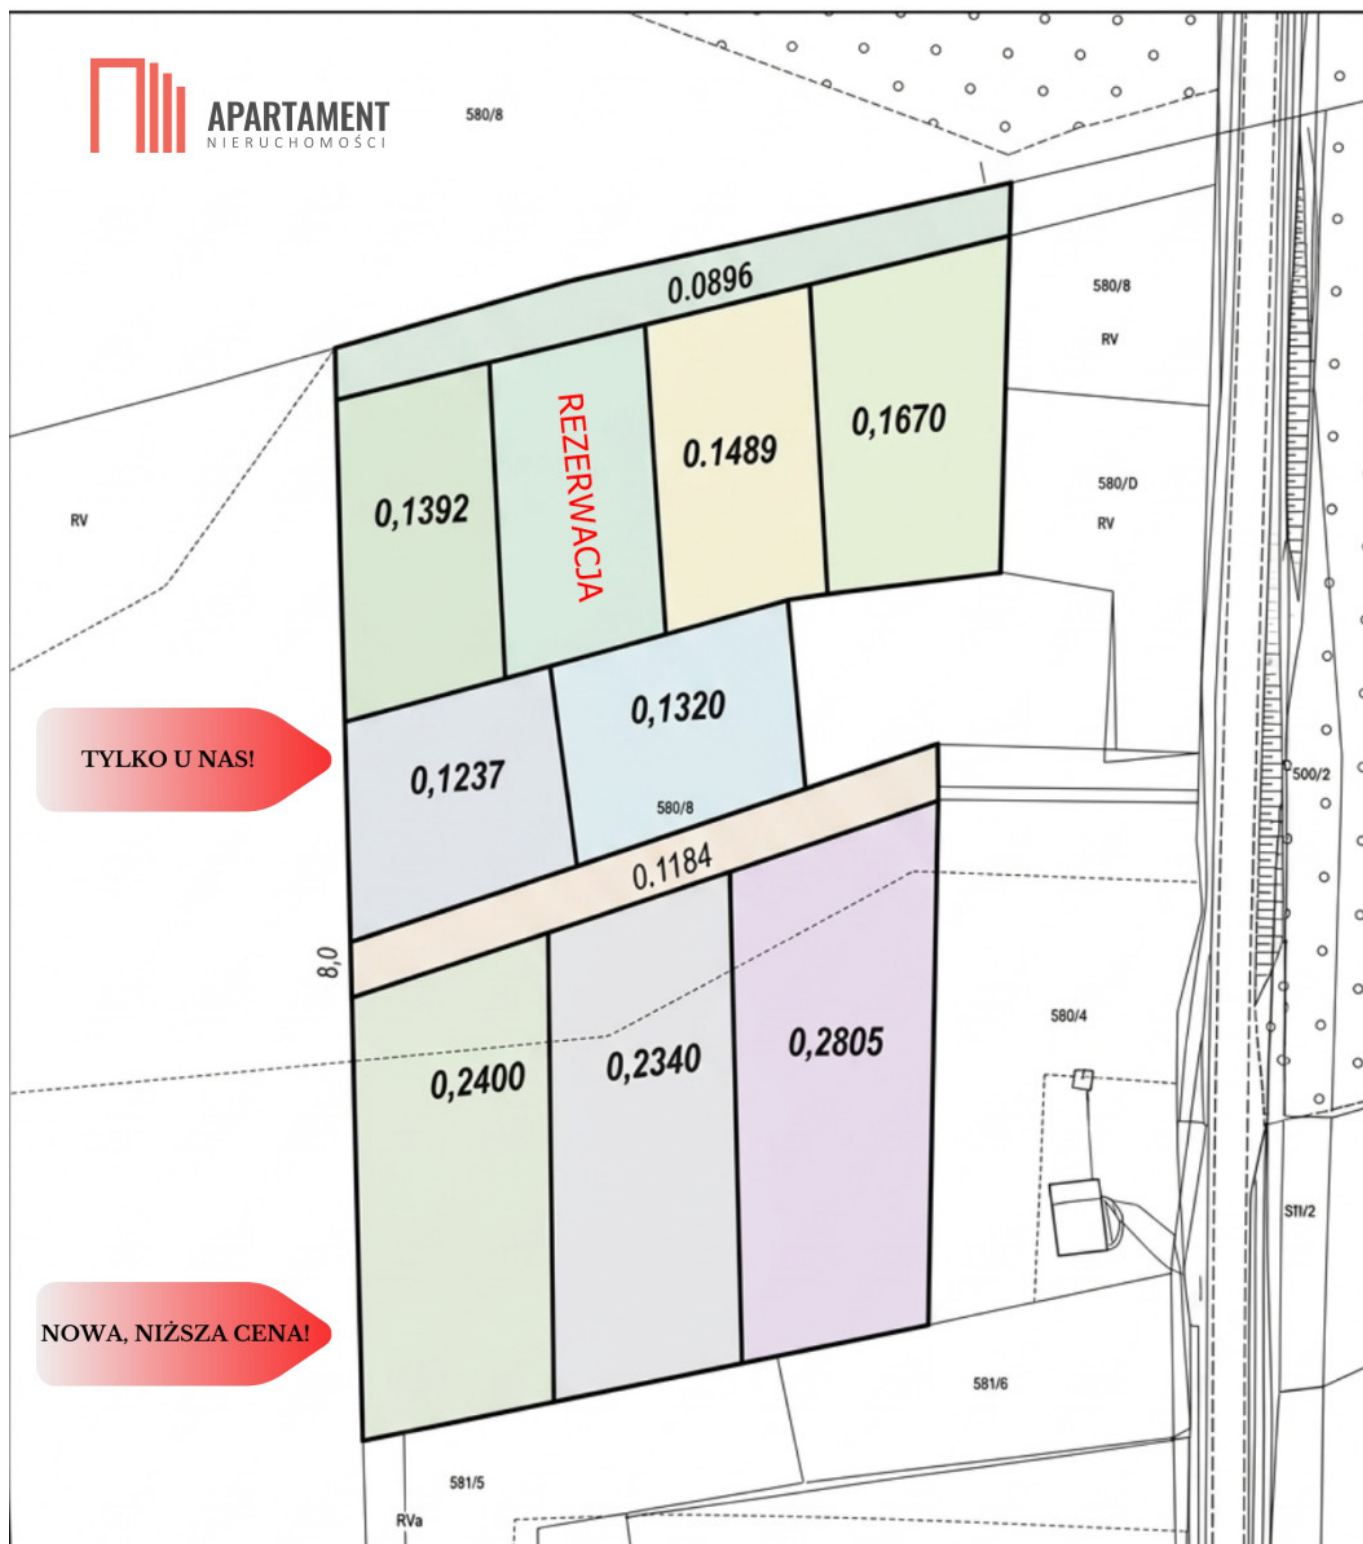 APARTAMENT
NIERUCHOMOŚCI
580/8
0.0896
580/8
RV
REZERWACJA
0,1670
0.1489
0,1392
580/D
RV
RV
0,1320
TYLKO U NAS!
0,1237
500/2
580/8
0.1184
8,0
580/4
0,2805
0,2340
0,2400
S11/2
NOWA, NIŻSZA CENA!
581/6
581/5
RVa